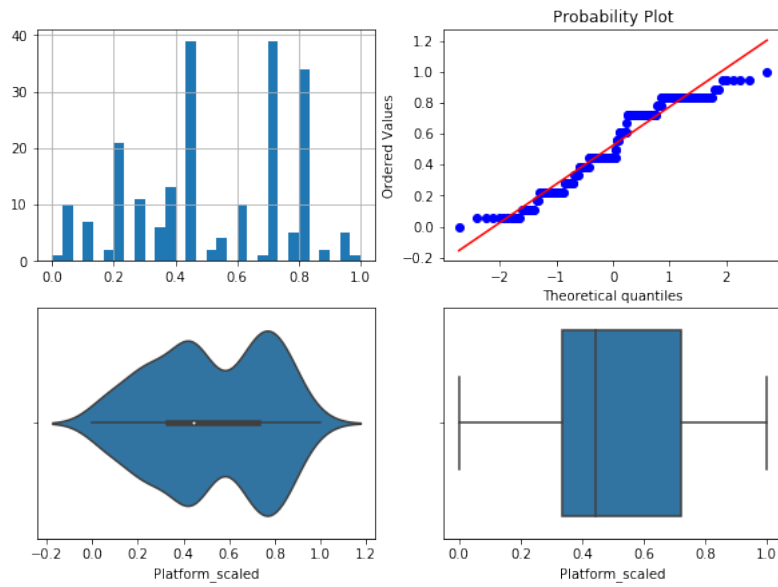 Probability Plot
40
30
20
10
0
0.0 0.2 0.4 0.6 0.8 1.0
Ordered Values
1.2
1.0
0.8
0.6
0.4
0.2
0.0
−0.2
−2 −1 0 1 2
Theoretical quantiles
−0.2 0.0 0.2 0.4 0.6 0.8 1.0 1.2
Platform_scaled
0.0 0.2 0.4 0.6 0.8 1.0
Platform_scaled